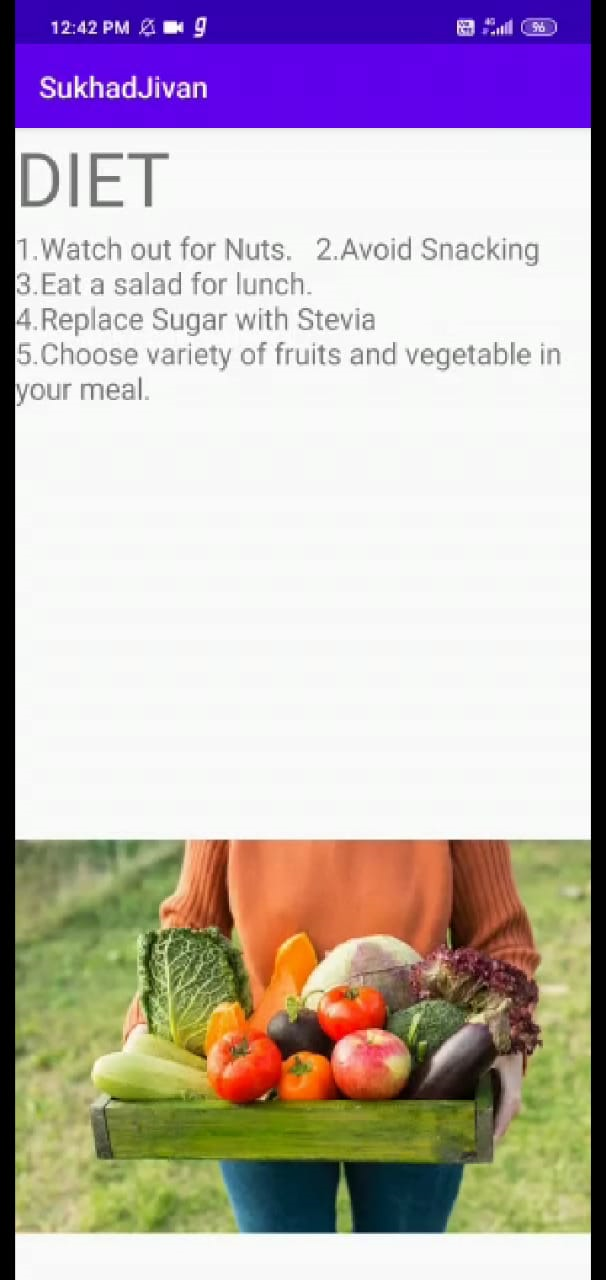 12:42 PM g 4G 96
SukhadJivan
DIET
1.Watch out for Nuts. 2.Avoid Snacking
3.Eat a salad for lunch.
4.Replace Sugar with Stevia
5.Choose variety of fruits and vegetable in
your meal.